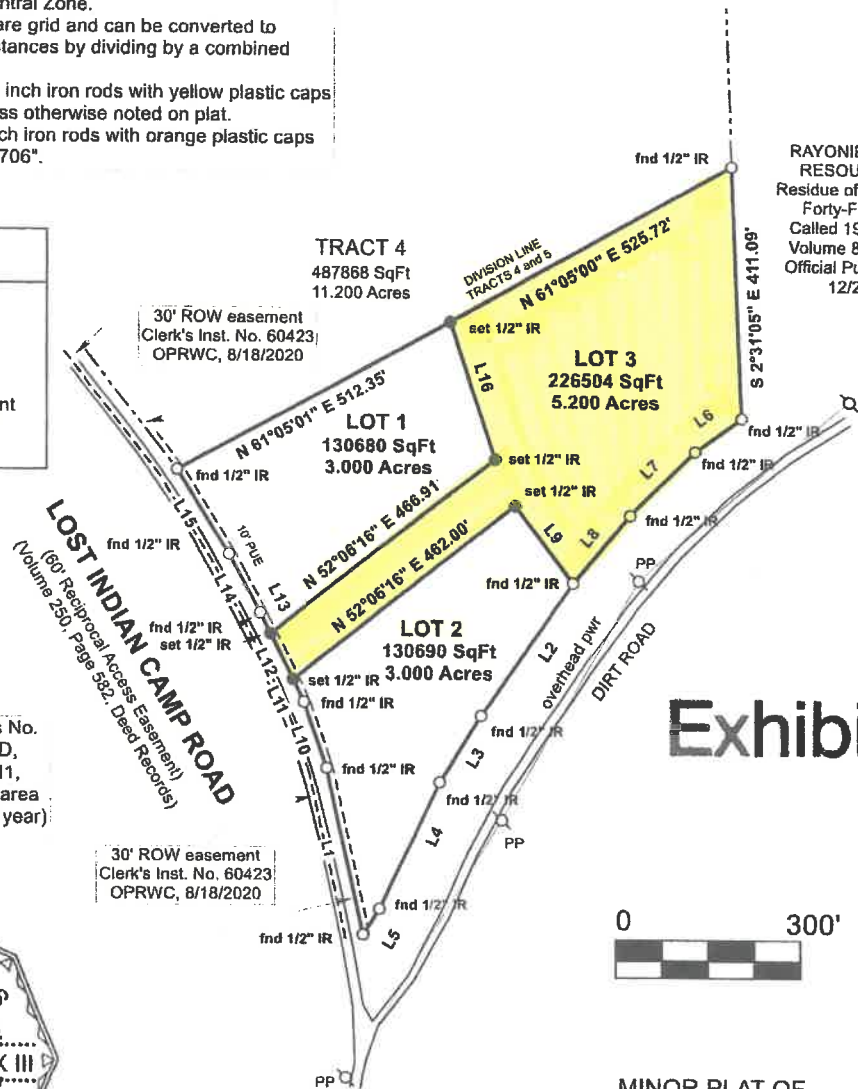 ntral Zone.
are grid and can be converted to
stances by dividing by a combined
inch iron rods with yellow plastic caps
ss otherwise noted on plat.
ch iron rods with orange plastic caps
706".
fnd 1/2" IR
RAYONIE
RESOU
Residue of
Forty-F
Called 19
Volume 8
Official Pu
12/2
TRACT 4
487868 SqFt
11.200 Acres
DIVISION LINE
TRACTS 4 and 5
N 61°05'00" E 525.72'
S 2°31'05" E 411.09'
30' ROW easement
Clerk's Inst. No. 60423
OPRWC, 8/18/2020
set 1/2" IR
L16
LOT 3
226504 SqFt
5.200 Acres
nt
N 61°05'01" E 512.35'
LOT 1
130680 SqFt
3.000 Acres
L6
fnd 1/2" IR
fnd 1/2" IR
set 1/2" IR
L7
set 1/2" IR
L15
LOST INDIAN CAMP ROAD
(60' Reciprocal Access Easement)
(Volume 250, Page 582, Deed Records)
fnd 1/2" IR
10' PUE
N 52°06'16" E 466.91'
N 52°06'16" E 462.00'
L9
L8
fnd 1/2" IR
L14
L13
fnd 1/2" IR
PP
fnd 1/2" IR
set 1/2" IR
LOT 2
130690 SqFt
3.000 Acres
L12
L2
overhead pwr
DIRT ROAD
set 1/2" IR
L11
fnd 1/2" IR
s No.
D,
11,
area
year)
L10
fnd 1/2" IR
L3
fnd 1/2" IR
Exhibi
fnd 1/2" IR
L4
PP
L1
30' ROW easement
Clerk's Inst. No. 60423
OPRWC, 8/18/2020
fnd 1/2" IR
fnd 1/2" IR
L5
0 300'
X III
PP
MINOR PLAT OF